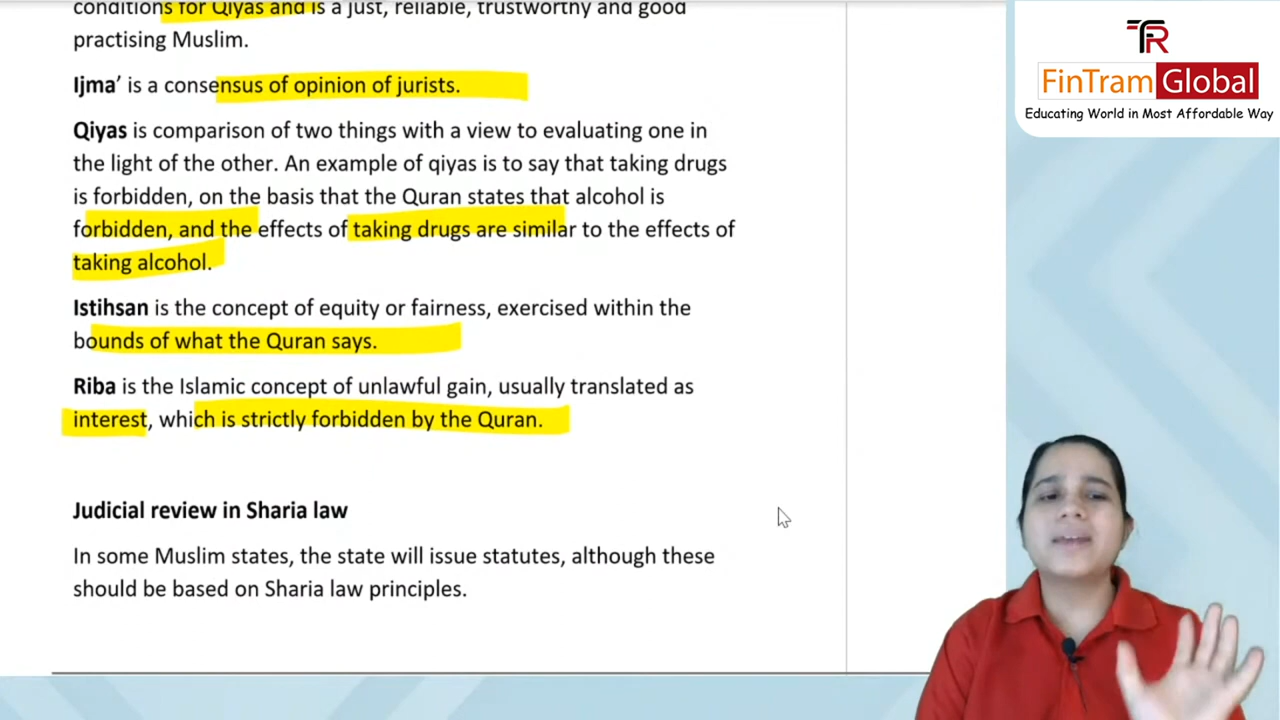 conditions for Qiyas and is a just, reliable, trustworthy and good
practising Muslim.
Ijma’ is a consensus of opinion of jurists.
Qiyas is comparison of two things with a view to evaluating one in
the light of the other. An example of qiyas is to say that taking drugs
is forbidden, on the basis that the Quran states that alcohol is
forbidden, and the effects of taking drugs are similar to the effects of
taking alcohol.
Istihsan is the concept of equity or fairness, exercised within the
bounds of what the Quran says.
Riba is the Islamic concept of unlawful gain, usually translated as
interest, which is strictly forbidden by the Quran.
Judicial review in Sharia law
In some Muslim states, the state will issue statutes, although these
should be based on Sharia law principles.
FinTram Global
Educating World in Most Affordable Way